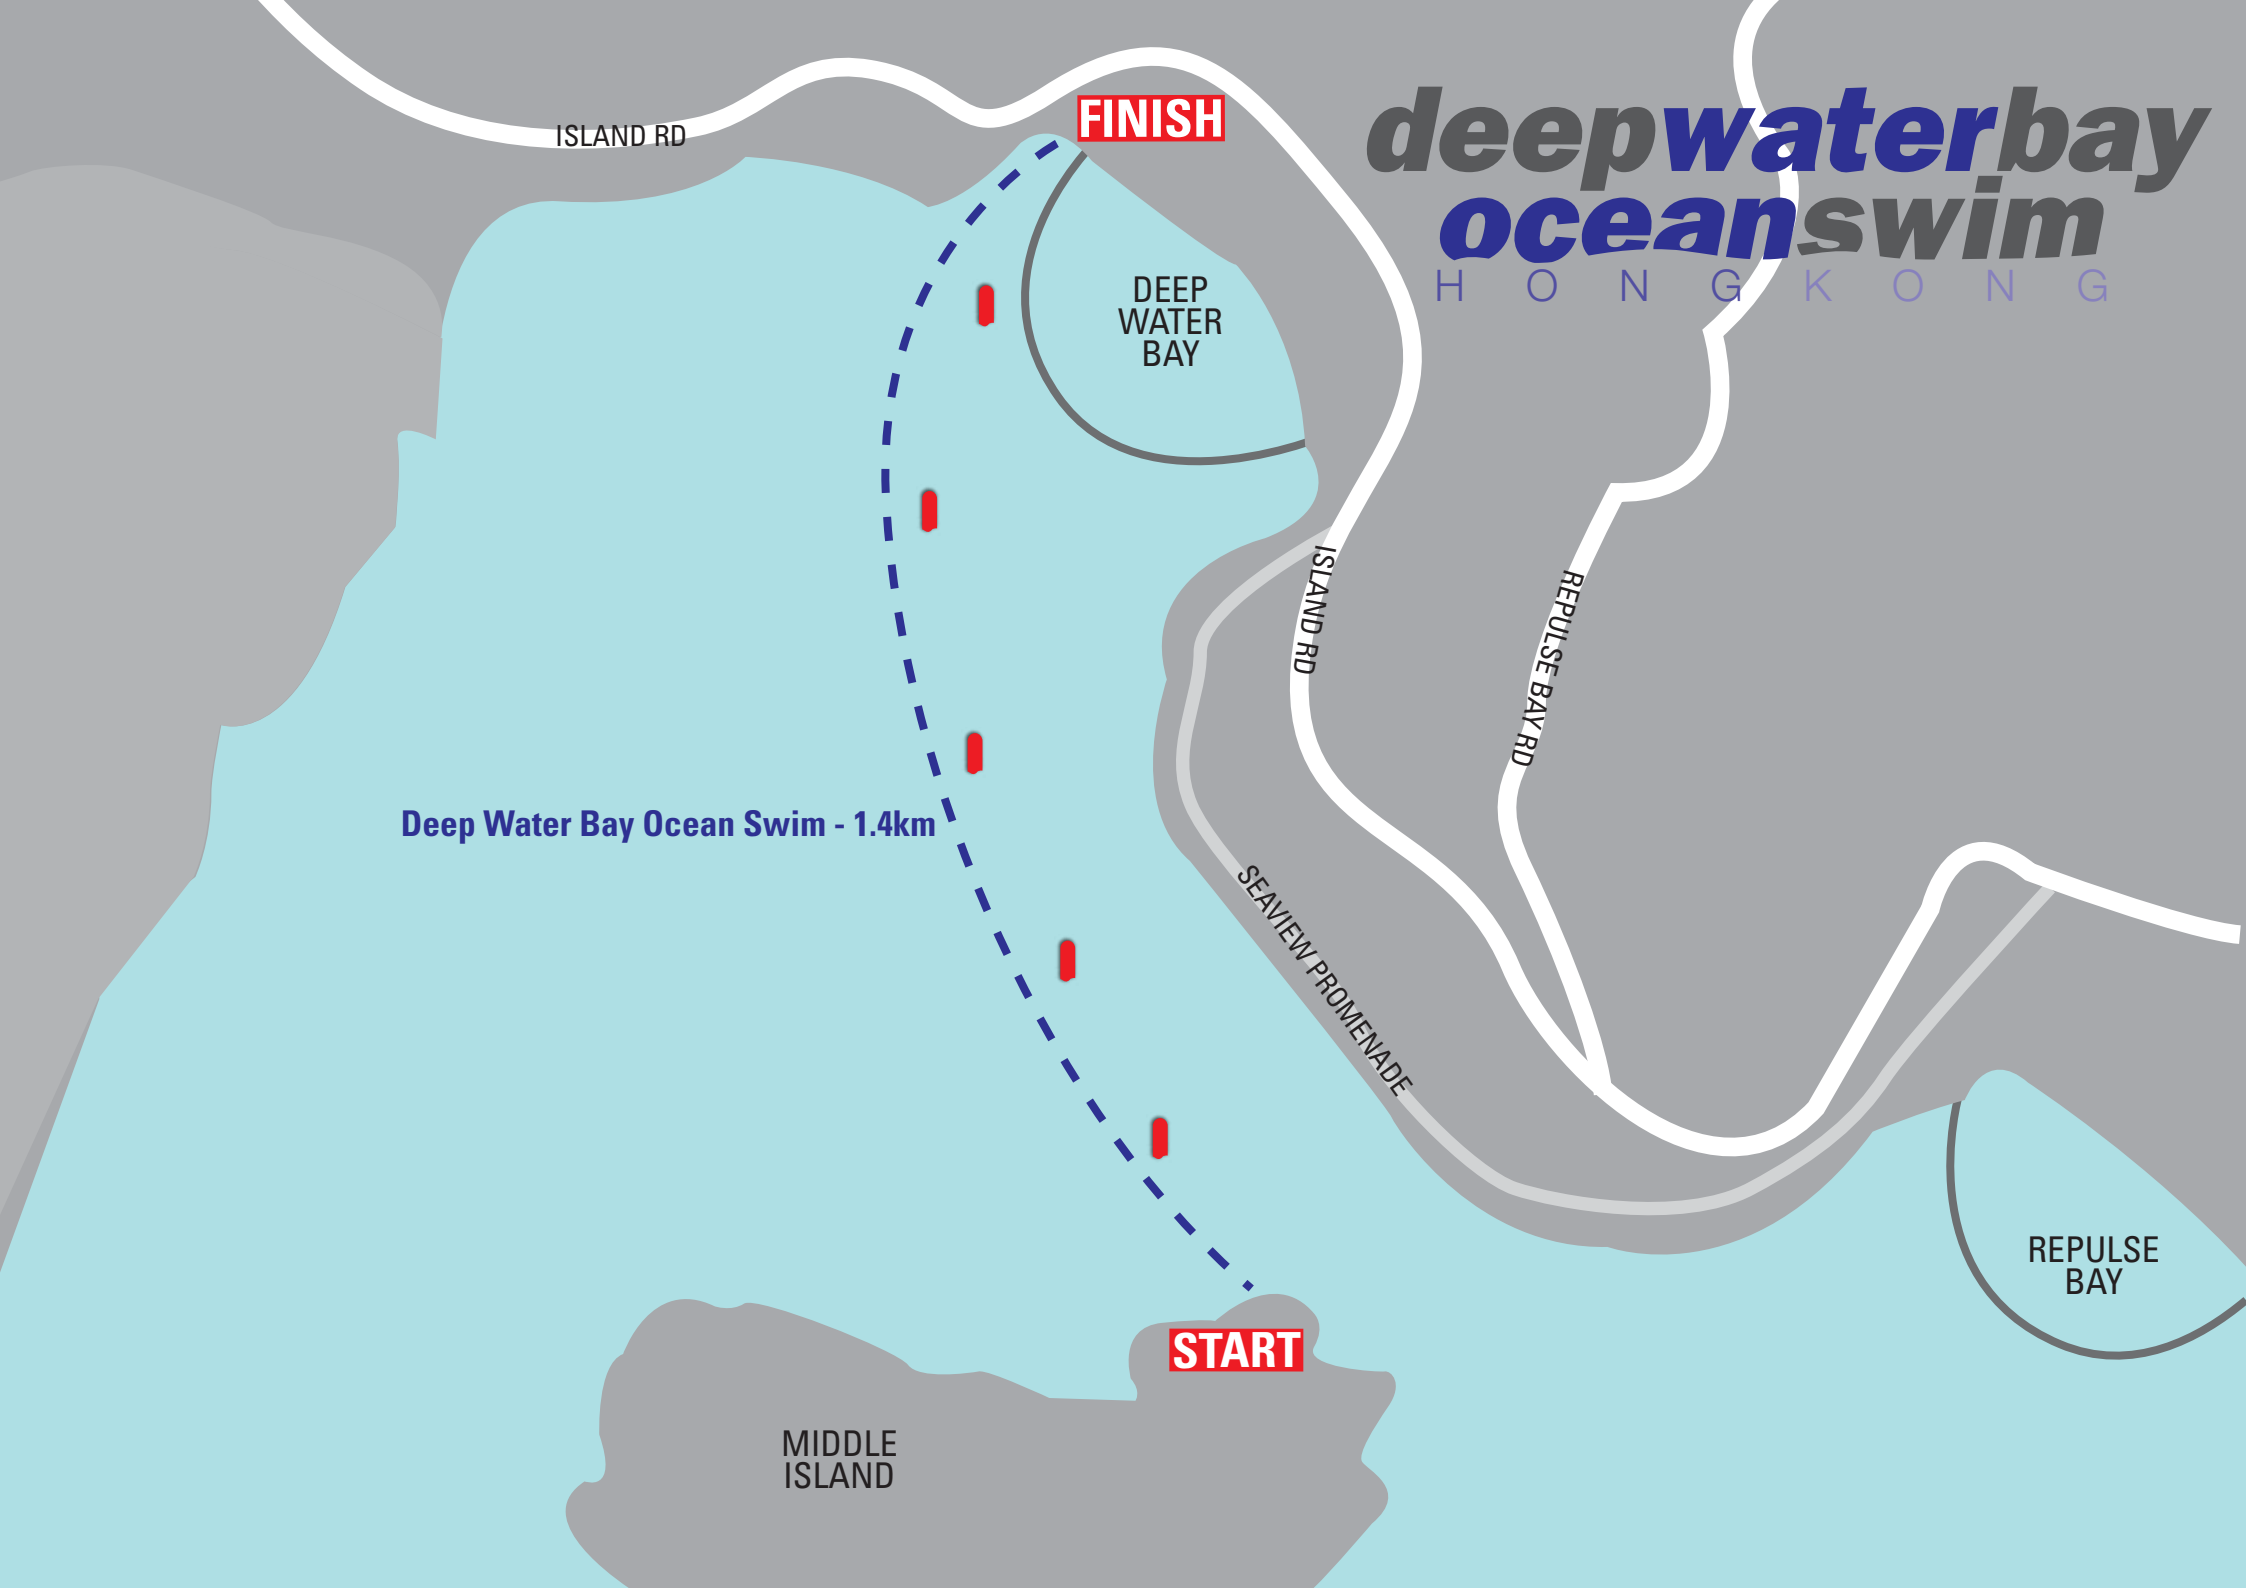 deepwaterbay
oceanswim
HONGKONG
FINISH
ISLAND RD
DEEP
WATER
BAY
ISLAND RD
REPULSE BAY RD
Deep Water Bay Ocean Swim - 1.4km
SEAVIEW PROMENADE
REPULSE
BAY
START
MIDDLE
ISLAND